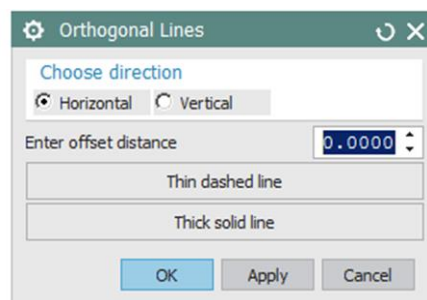 Orthogonal Lines
Choose direction
Horizontal Vertical
Enter offset distance 0.0000
Thin dashed line
Thick solid line
OK Apply Cancel